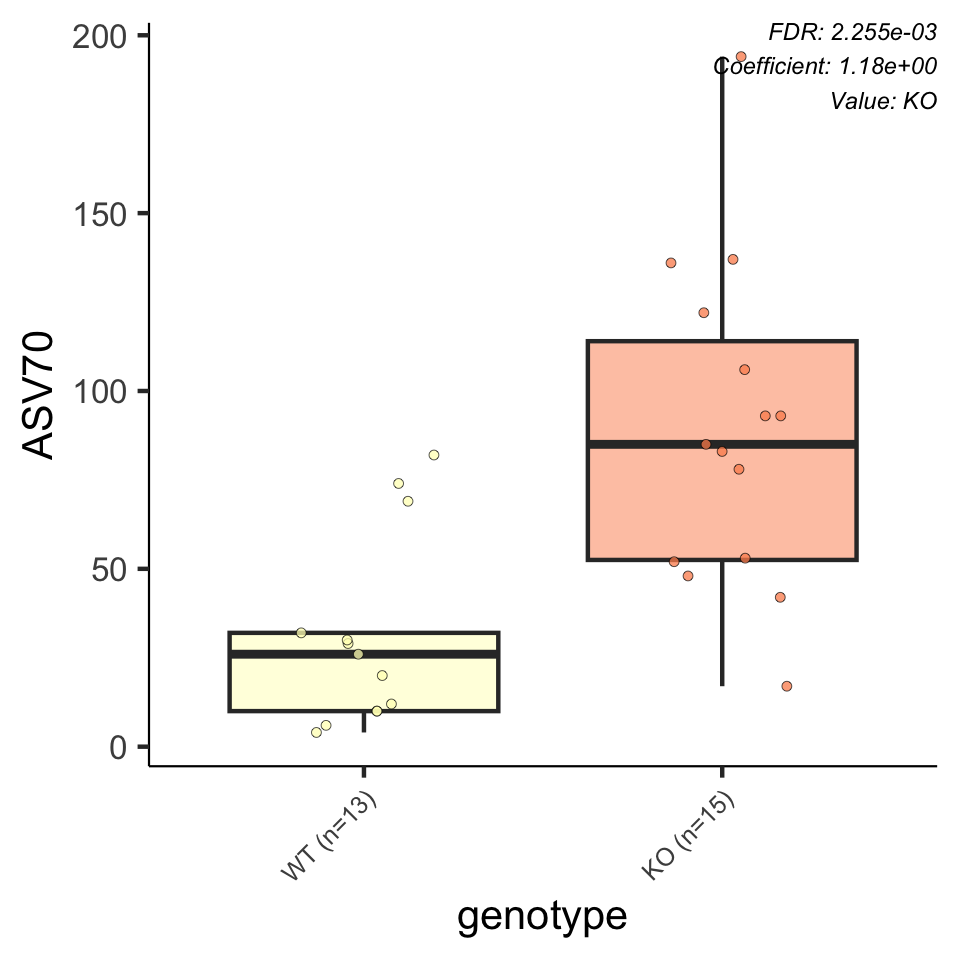 FDR: 2.255e-03
Coefficient: 1.18e+00
Value: KO
200
150
100
50
0
ASV70
WT (n=13)
KO (n=15)
genotype